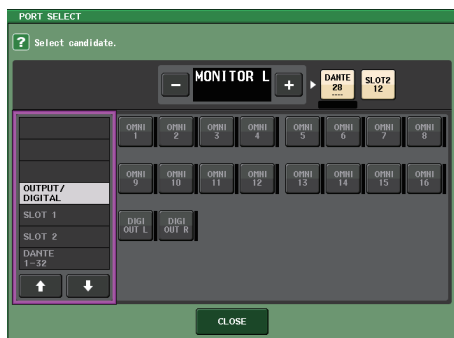 PORT SELECT
? Select candidate.
− MONITOR L + DANTE 28 ---- SLOT2 12
OMNI 1 OMNI 2 OMNI 3 OMNI 4 OMNI 5 OMNI 6 OMNI 7 OMNI 8
OMNI 9 OMNI 10 OMNI 11 OMNI 12 OMNI 13 OMNI 14 OMNI 15 OMNI 16
DIGI OUT L DIGI OUT R
OUTPUT/
DIGITAL
SLOT 1
SLOT 2
DANTE
1-32
CLOSE